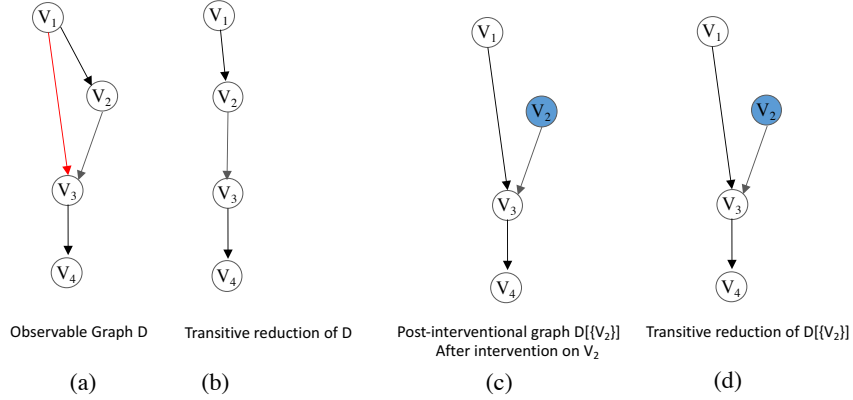 V1
V2
V3
V4
Observable Graph D
(a)
V1
V2
V3
V4
Transitive reduction of D
(b)
V1
V2
V3
V4
Post-interventional graph D[{V2}]
After intervention on V2
(c)
V1
V2
V3
V4
Transitive reduction of D[{V2}]
(d)